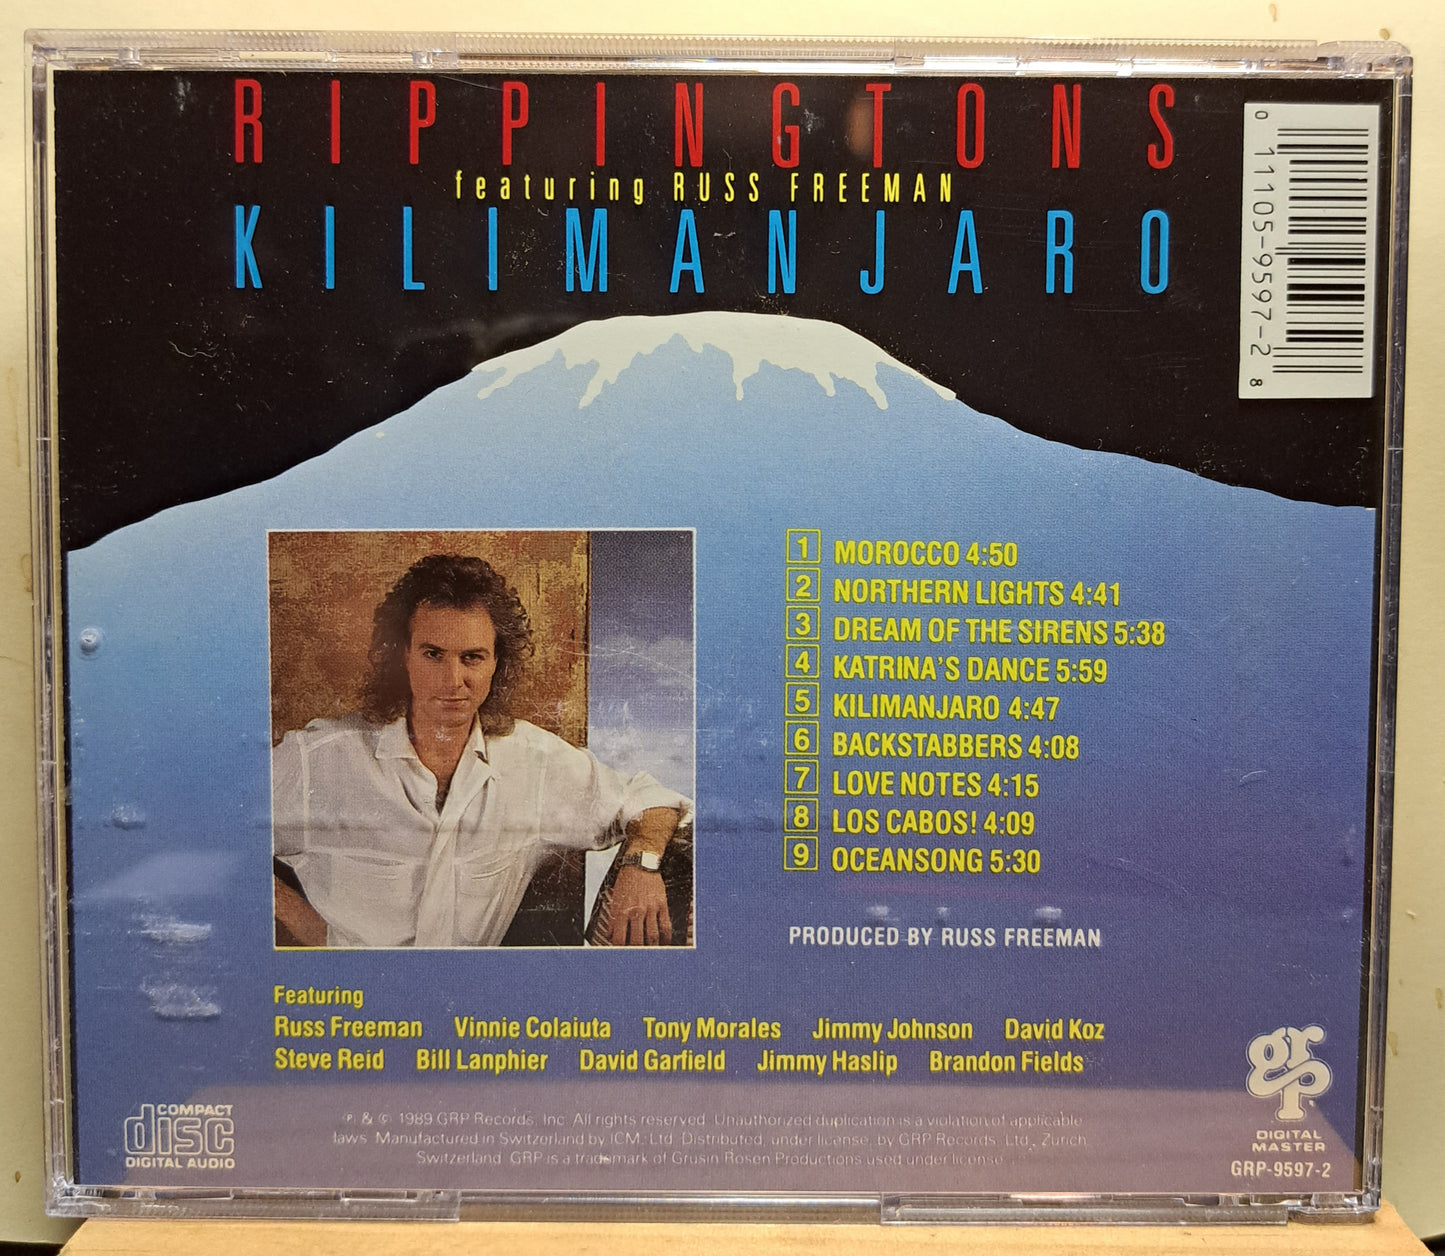 RIPPINGTONS
featuring RUSS FREEMAN
KILIMANJARO
0 11105-9597-2 8
1 MOROCCO 4:50
2 NORTHERN LIGHTS 4:41
3 DREAM OF THE SIRENS 5:38
4 KATRINA'S DANCE 5:59
5 KILIMANJARO 4:47
6 BACKSTABBERS 4:08
7 LOVE NOTES 4:15
8 LOS CABOS! 4:09
9 OCEANSONG 5:30
PRODUCED BY RUSS FREEMAN
Featuring
Russ Freeman Vinnie Colaiuta Tony Morales Jimmy Johnson David Koz
Steve Reid Bill Lanphier David Garfield Jimmy Haslip Brandon Fields
COMPACT
disc
DIGITAL AUDIO
℗ & © 1989 GRP Records, Inc. All rights reserved. Unauthorized duplication is a violation of applicable
laws. Manufactured in Switzerland by ICM, Ltd. Distributed, under license, by GRP Records, Ltd., Zurich,
Switzerland. GRP is a trademark of Grusin Rosen Productions used under license.
grp
DIGITAL
MASTER
GRP-9597-2